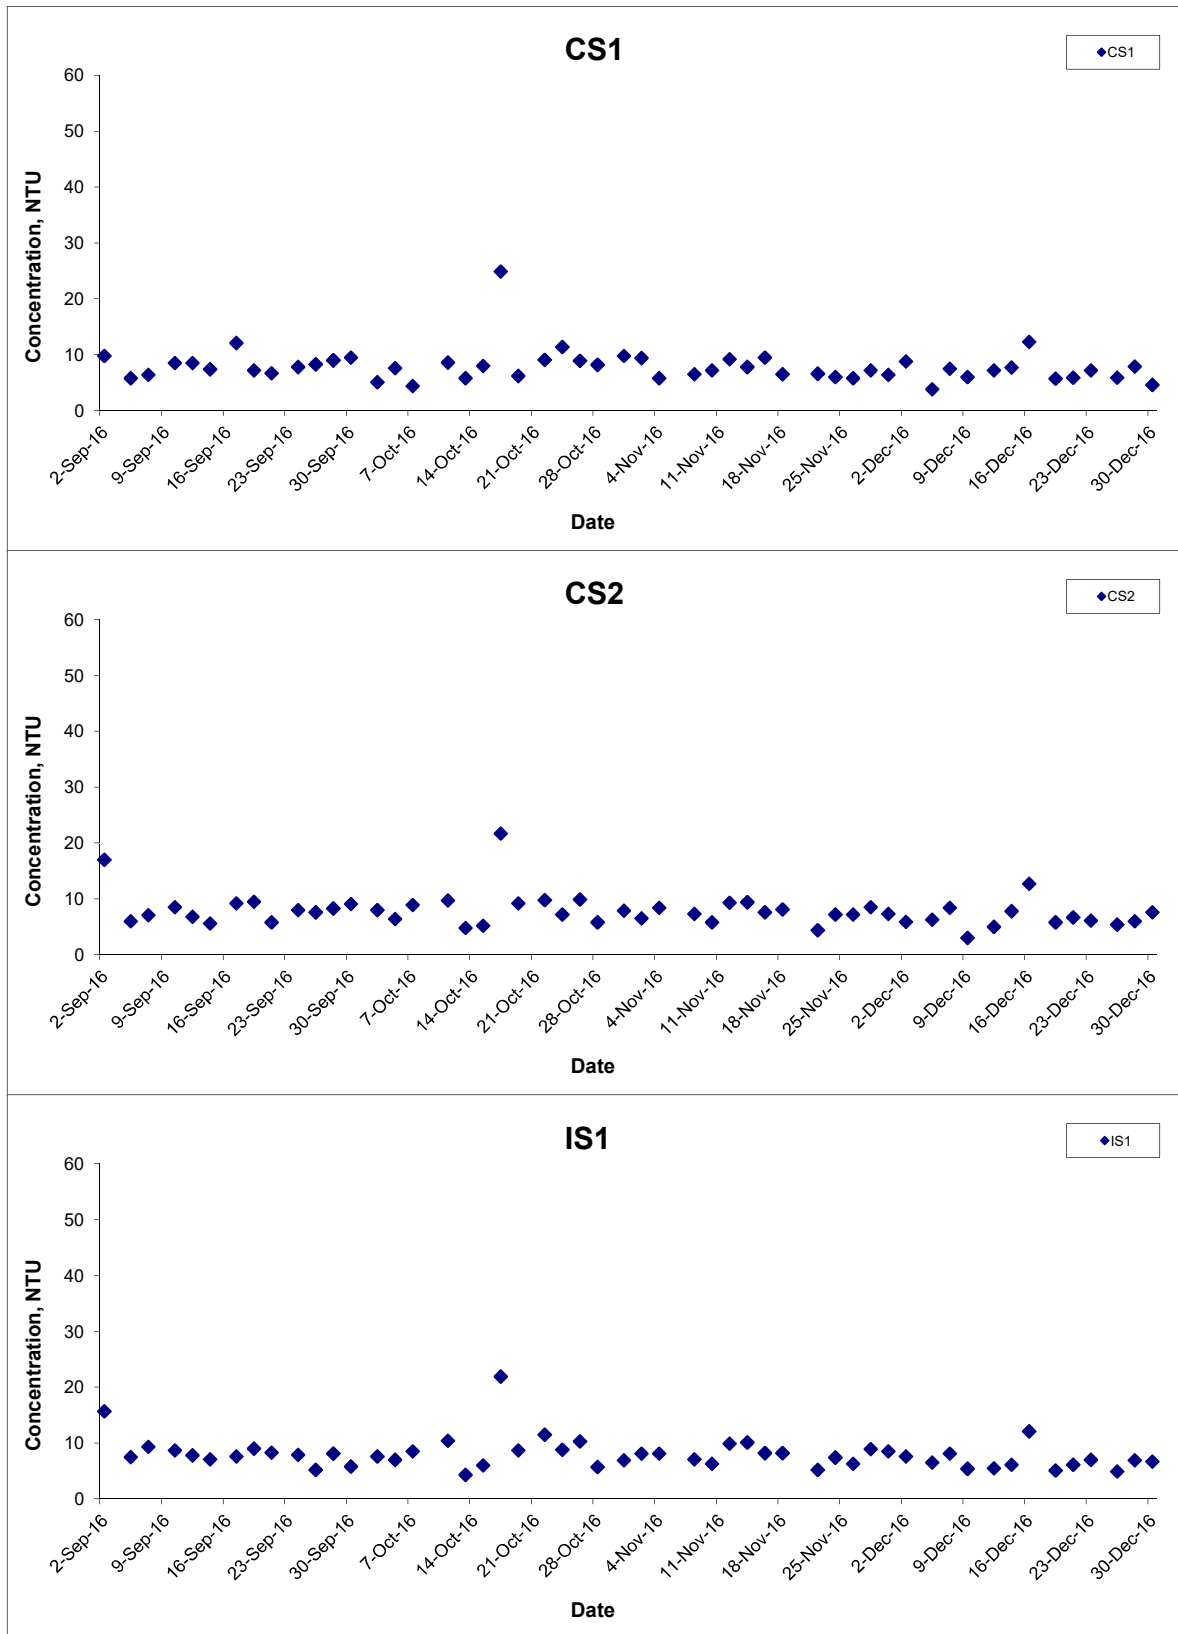 CS1
CS1
60
50
40
30
20
10
0
Concentration, NTU
2-Sep-16 9-Sep-16 16-Sep-16 23-Sep-16 30-Sep-16 7-Oct-16 14-Oct-16 21-Oct-16 28-Oct-16 4-Nov-16 11-Nov-16 18-Nov-16 25-Nov-16 2-Dec-16 9-Dec-16 16-Dec-16 23-Dec-16 30-Dec-16
Date
CS2
CS2
60
50
40
30
20
10
0
Concentration, NTU
2-Sep-16 9-Sep-16 16-Sep-16 23-Sep-16 30-Sep-16 7-Oct-16 14-Oct-16 21-Oct-16 28-Oct-16 4-Nov-16 11-Nov-16 18-Nov-16 25-Nov-16 2-Dec-16 9-Dec-16 16-Dec-16 23-Dec-16 30-Dec-16
Date
IS1
IS1
60
50
40
30
20
10
0
Concentration, NTU
2-Sep-16 9-Sep-16 16-Sep-16 23-Sep-16 30-Sep-16 7-Oct-16 14-Oct-16 21-Oct-16 28-Oct-16 4-Nov-16 11-Nov-16 18-Nov-16 25-Nov-16 2-Dec-16 9-Dec-16 16-Dec-16 23-Dec-16 30-Dec-16
Date